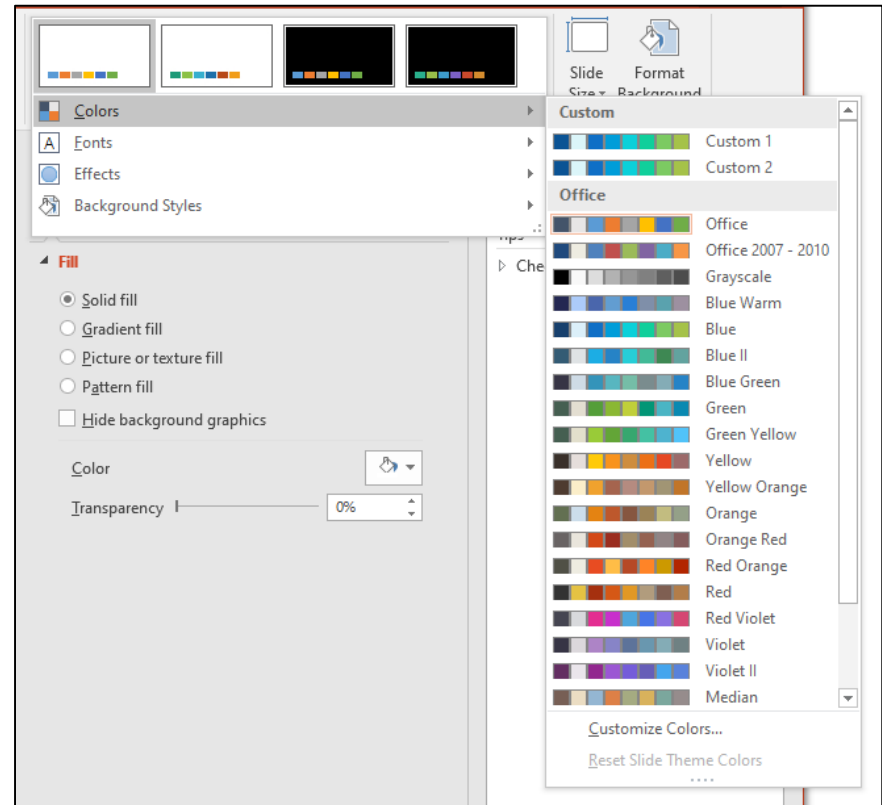 Slide Format
Size Background
Colors
Fonts
Effects
Background Styles
Custom
Custom 1
Custom 2
Office
Office
Office 2007 - 2010
Grayscale
Blue Warm
Blue
Blue II
Blue Green
Green
Green Yellow
Yellow
Yellow Orange
Orange
Orange Red
Red Orange
Red
Red Violet
Violet
Violet II
Median
Customize Colors...
Reset Slide Theme Colors
Che
Fill
Solid fill
Gradient fill
Picture or texture fill
Pattern fill
Hide background graphics
Color
Transparency 0%